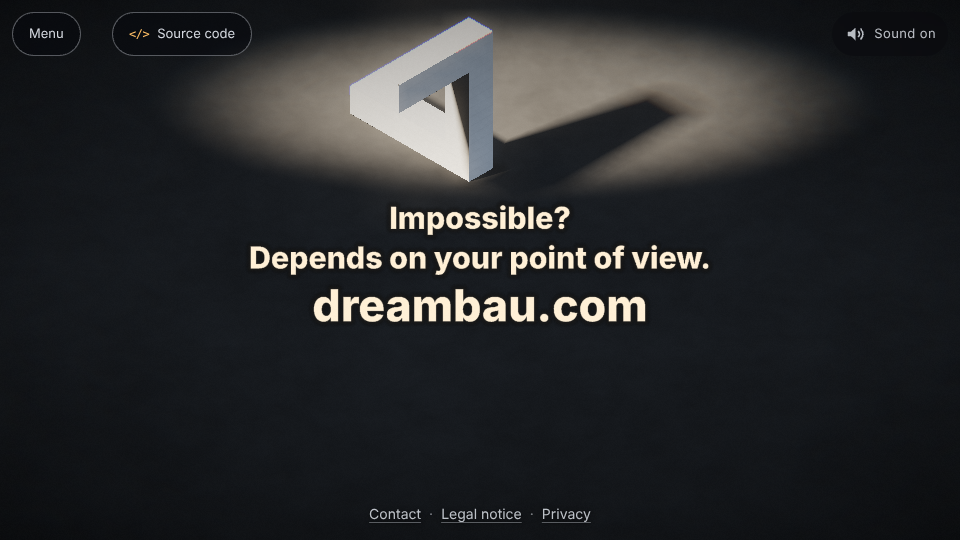 Menu
</> Source code
Sound on
Impossible?
Depends on your point of view.
dreambau.com
Contact · Legal notice · Privacy